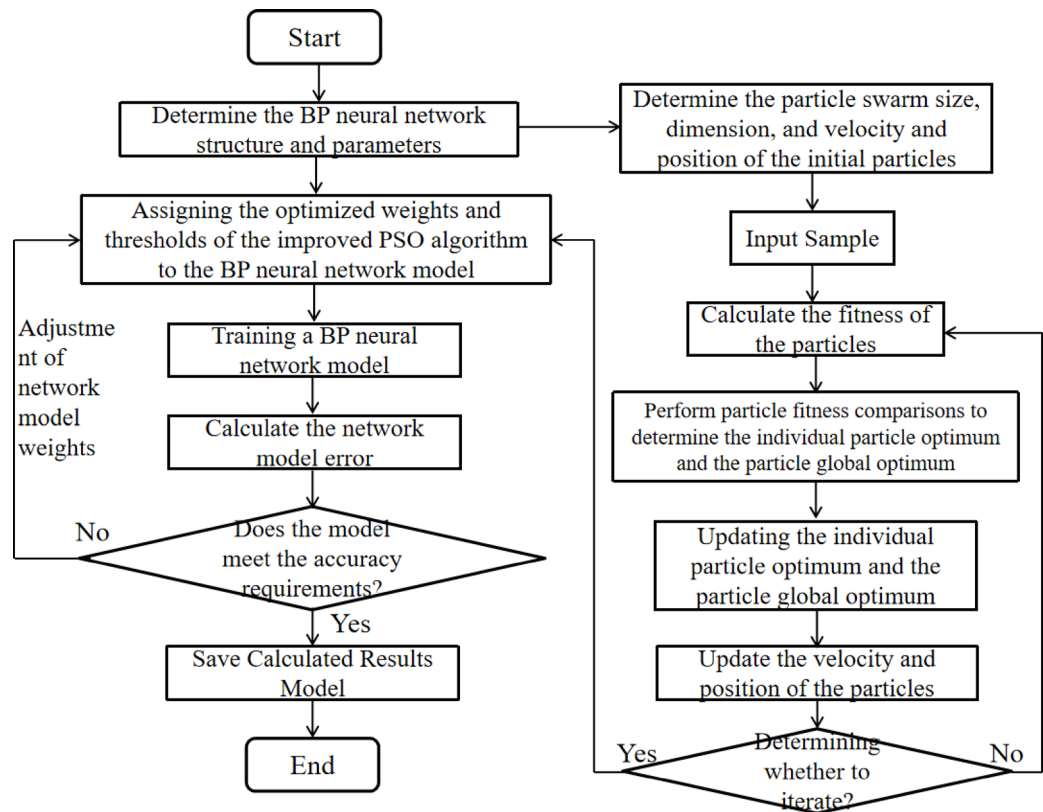 Start
Determine the BP neural network
structure and parameters
Assigning the optimized weights and
thresholds of the improved PSO algorithm
to the BP neural network model
Adjustme
nt of
network
model
weights
Training a BP neural
network model
Calculate the network
model error
No
Does the model
meet the accuracy
requirements?
Yes
Save Calculated Results
Model
End
Determine the particle swarm size,
dimension, and velocity and
position of the initial particles
Input Sample
Calculate the fitness of
the particles
Perform particle fitness comparisons to
determine the individual particle optimum
and the particle global optimum
Updating the individual
particle optimum and the
particle global optimum
Update the velocity and
position of the particles
Yes
Determining
whether to
iterate?
No